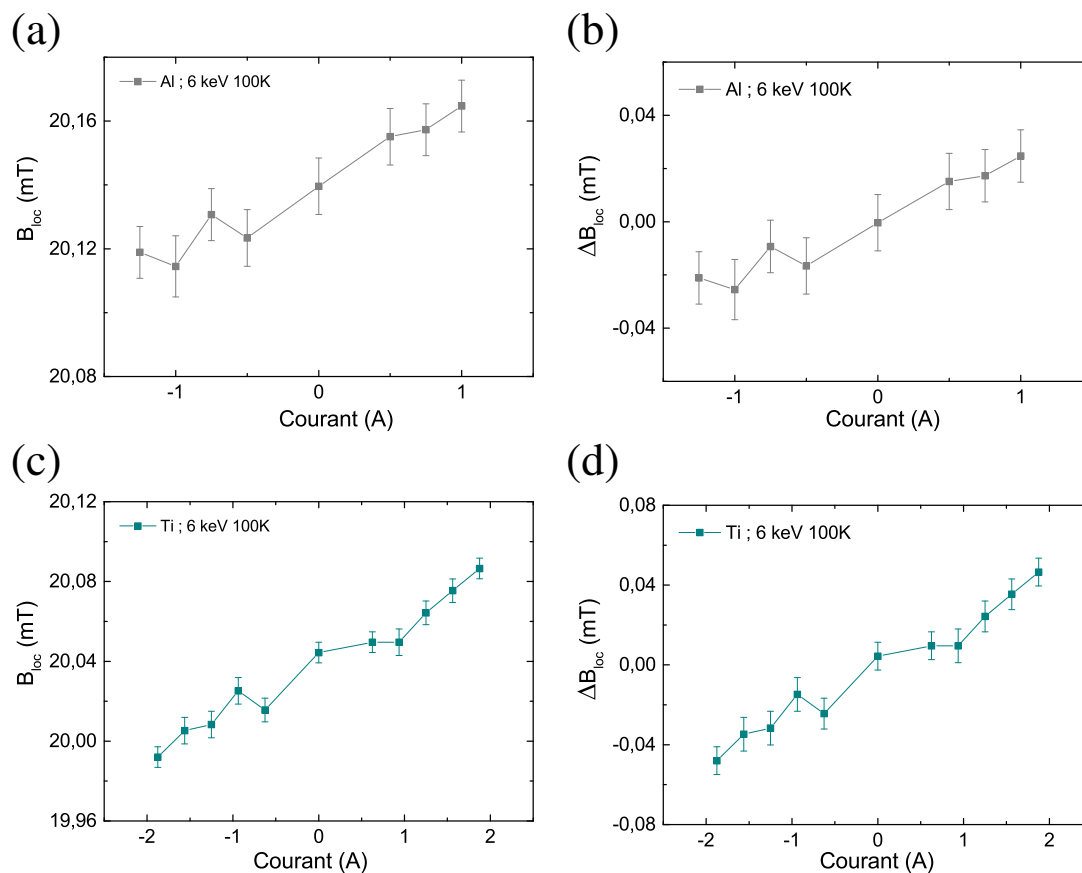 (a)
Al ; 6 keV 100K
20,16
20,12
20,08
B_loc (mT)
-1 0 1
Courant (A)
(b)
Al ; 6 keV 100K
0,04
0,00
-0,04
ΔB_loc (mT)
-1 0 1
Courant (A)
(c)
Ti ; 6 keV 100K
20,12
20,08
20,04
20,00
19,96
B_loc (mT)
-2 -1 0 1 2
Courant (A)
(d)
Ti ; 6 keV 100K
0,08
0,04
0,00
-0,04
-0,08
ΔB_loc (mT)
-2 -1 0 1 2
Courant (A)